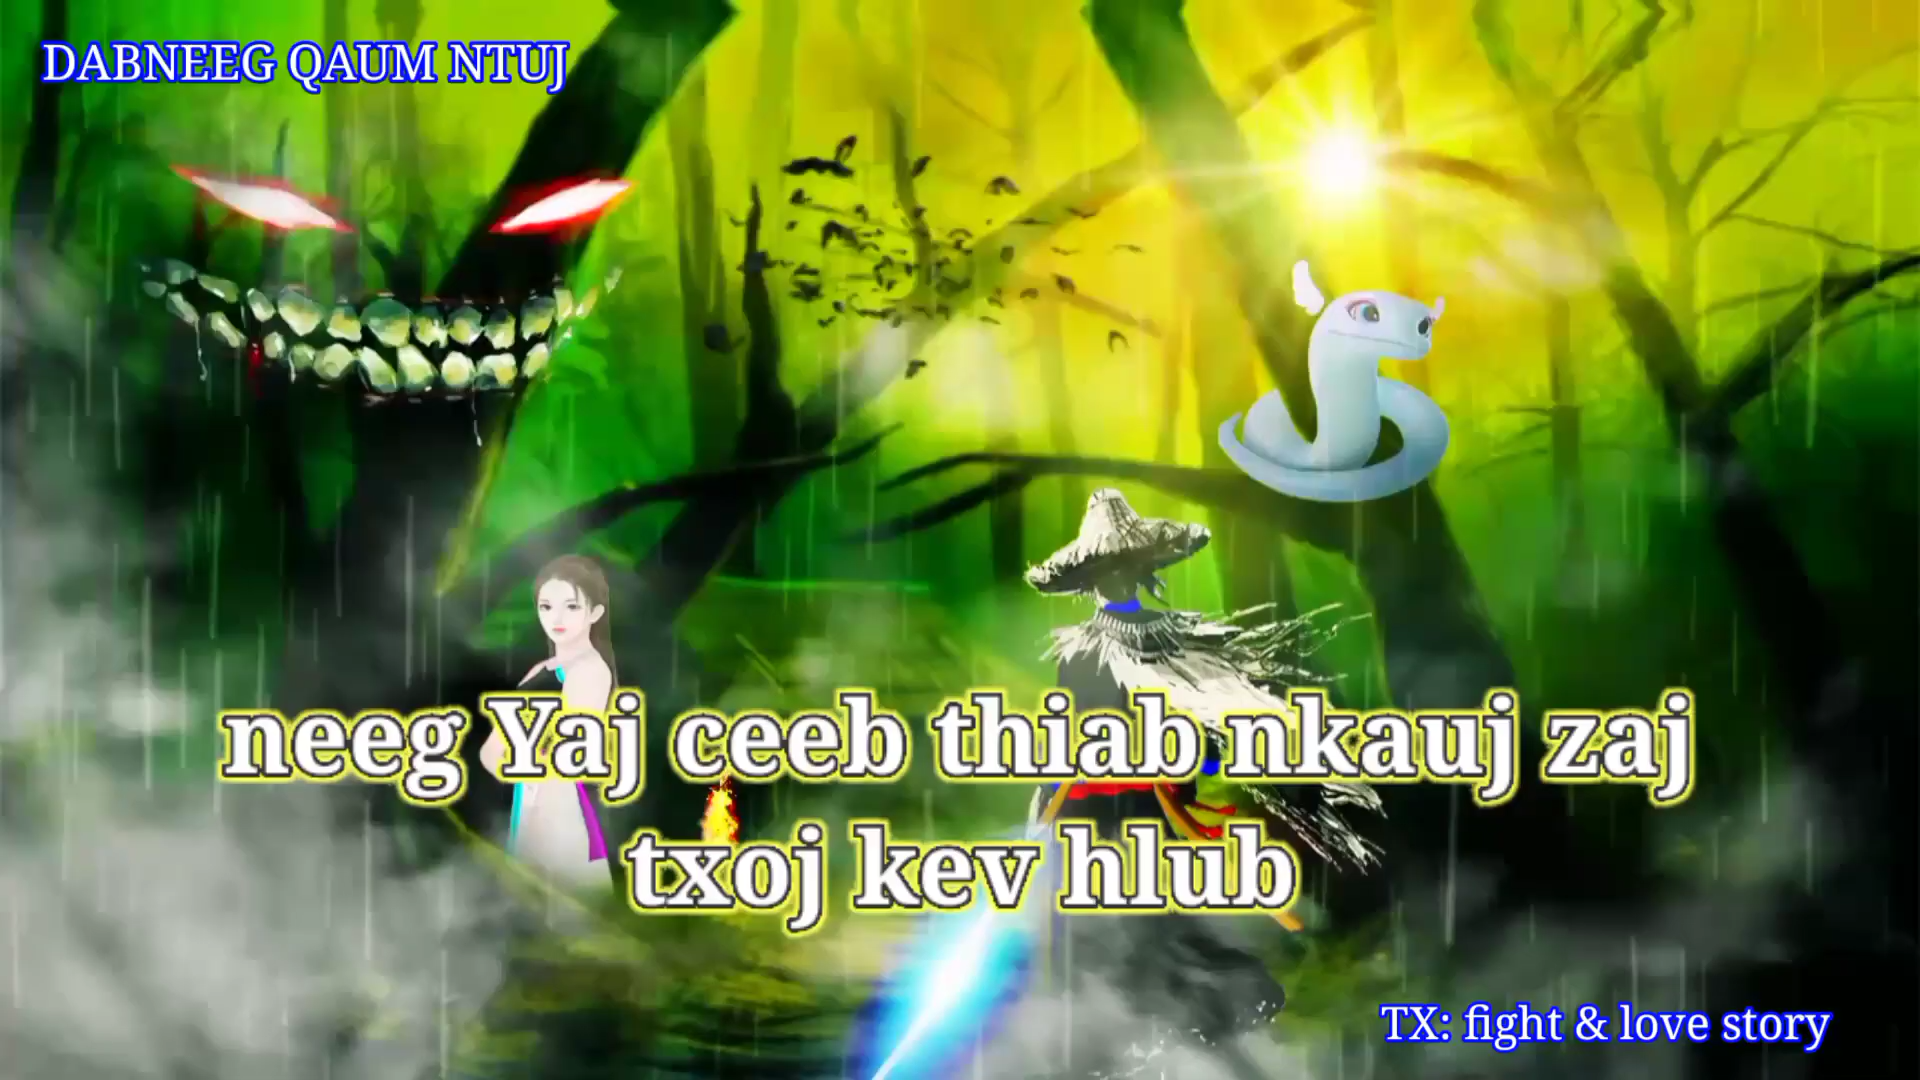 DABNEEG QAUM NTUJ
neeg Yaj ceeb thiab nkauj zaj
txoj kev hlub
TX: fight & love story